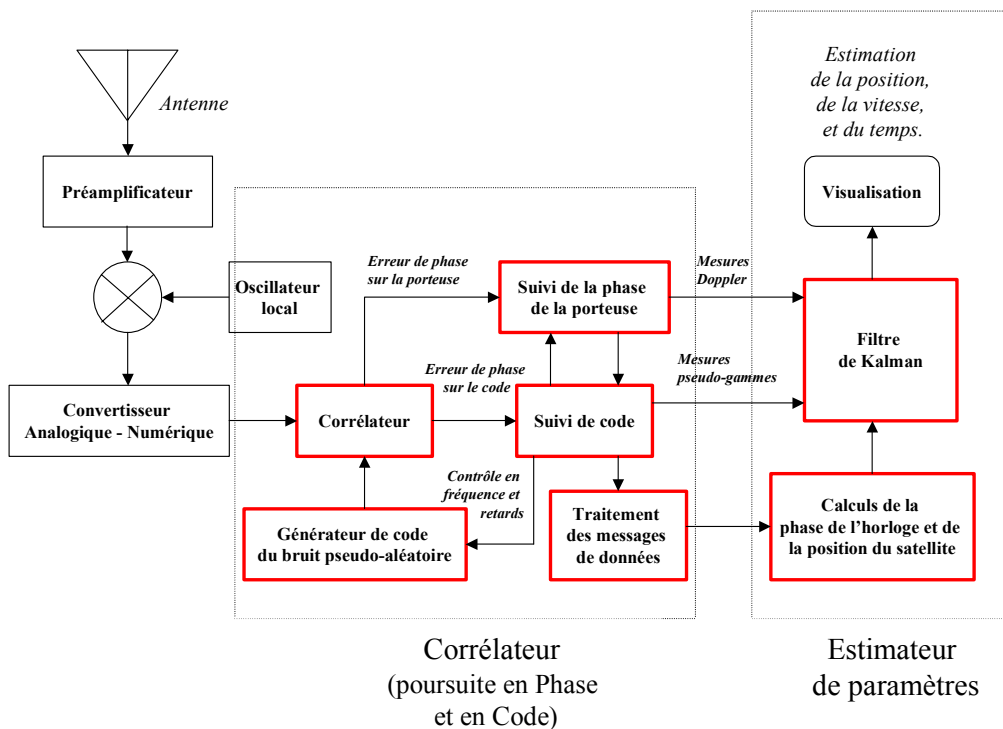 Antenne
Estimation
de la position,
de la vitesse,
et du temps.
Préamplificateur
Visualisation
Oscillateur
local
Erreur de phase
sur la porteuse
Suivi de la phase
de la porteuse
Mesures
Doppler
Filtre
de Kalman
Convertisseur
Analogique - Numérique
Corrélateur
Erreur de phase
sur le code
Suivi de code
Mesures
pseudo-gammes
Contrôle en
fréquence et
retards
Générateur de code
du bruit pseudo-aléatoire
Traitement
des messages
de données
Calculs de la
phase de l'horloge et de
la position du satellite
Corrélateur
(poursuite en Phase
et en Code)
Estimateur
de paramètres